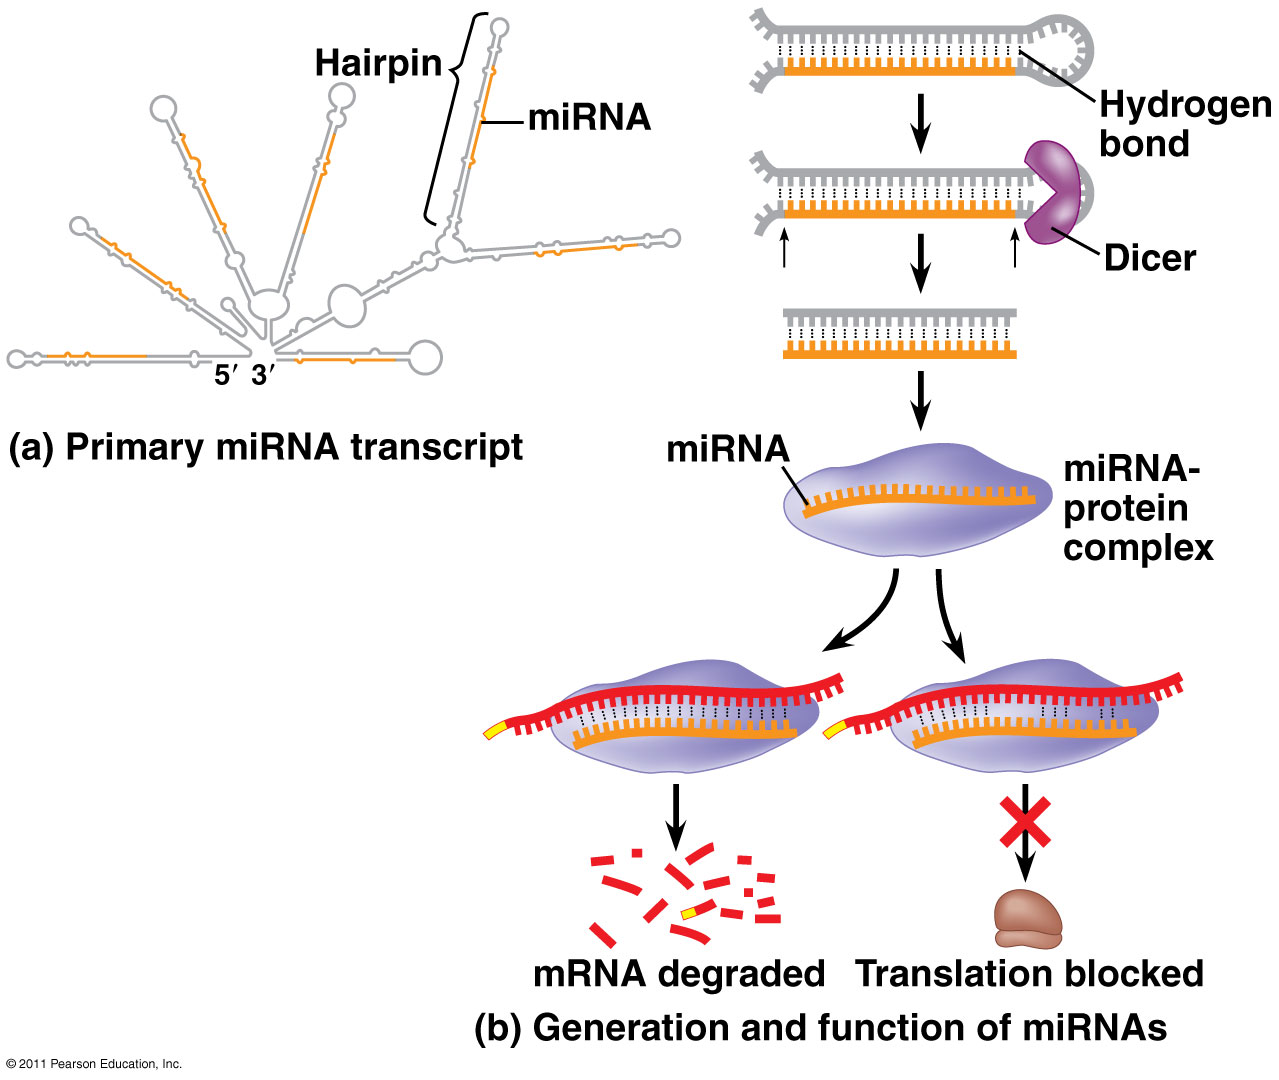 Hairpin
miRNA
5′ 3′
(a) Primary miRNA transcript
Hydrogen
bond
Dicer
miRNA
miRNA-
protein
complex
mRNA degraded
Translation blocked
(b) Generation and function of miRNAs
© 2011 Pearson Education, Inc.